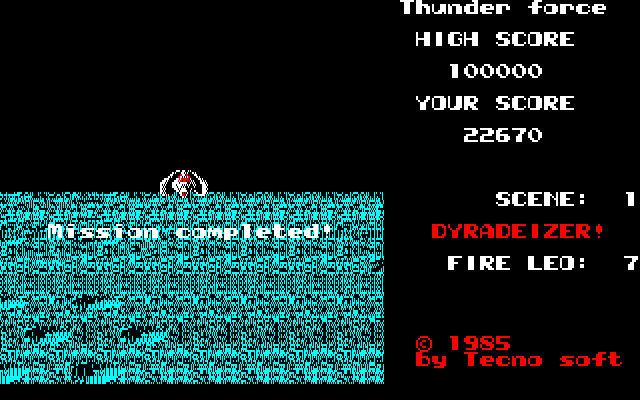 Thunder force
HIGH SCORE
100000
YOUR SCORE
22670
SCENE: 1
Mission completed!
DYRADEIZER!
FIRE LEO: 7
© 1985
By Tecno soft